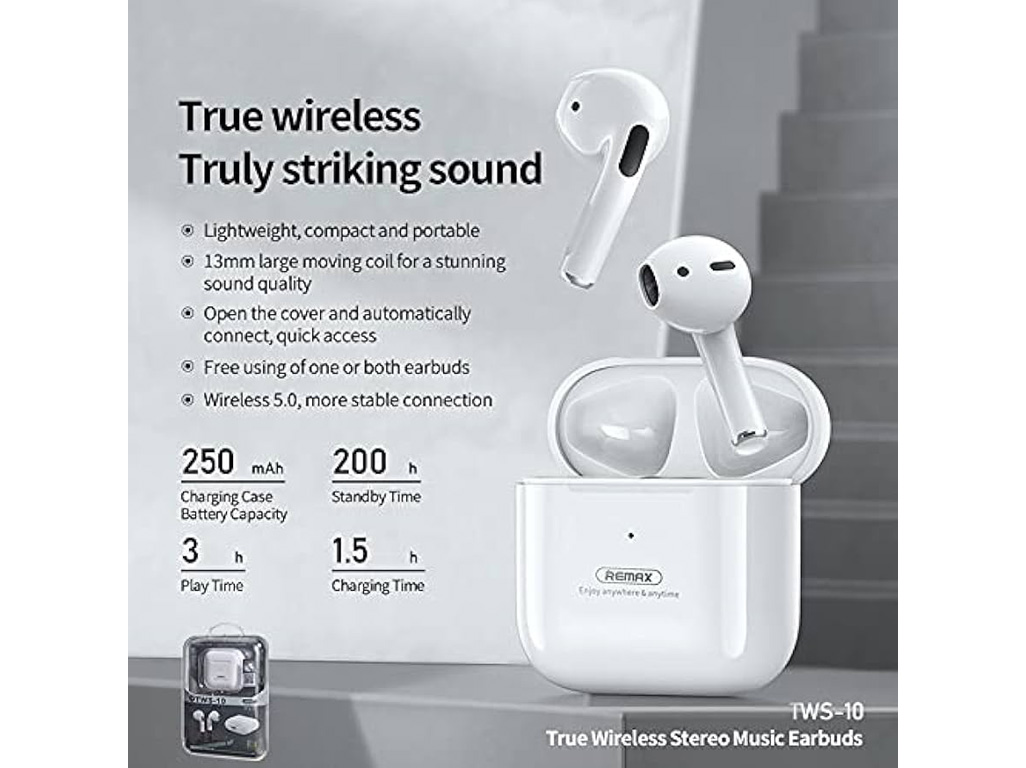 True wireless
Truly striking sound
Lightweight, compact and portable
13mm large moving coil for a stunning
sound quality
Open the cover and automatically
connect, quick access
Free using of one or both earbuds
Wireless 5.0, more stable connection
250 mAh
Charging Case
Battery Capacity
200 h
Standby Time
3 h
Play Time
1.5 h
Charging Time
REMAX
Enjoy anywhere & anytime
REMAX
TWS-10
TWS-10
True Wireless Stereo Music Earbuds